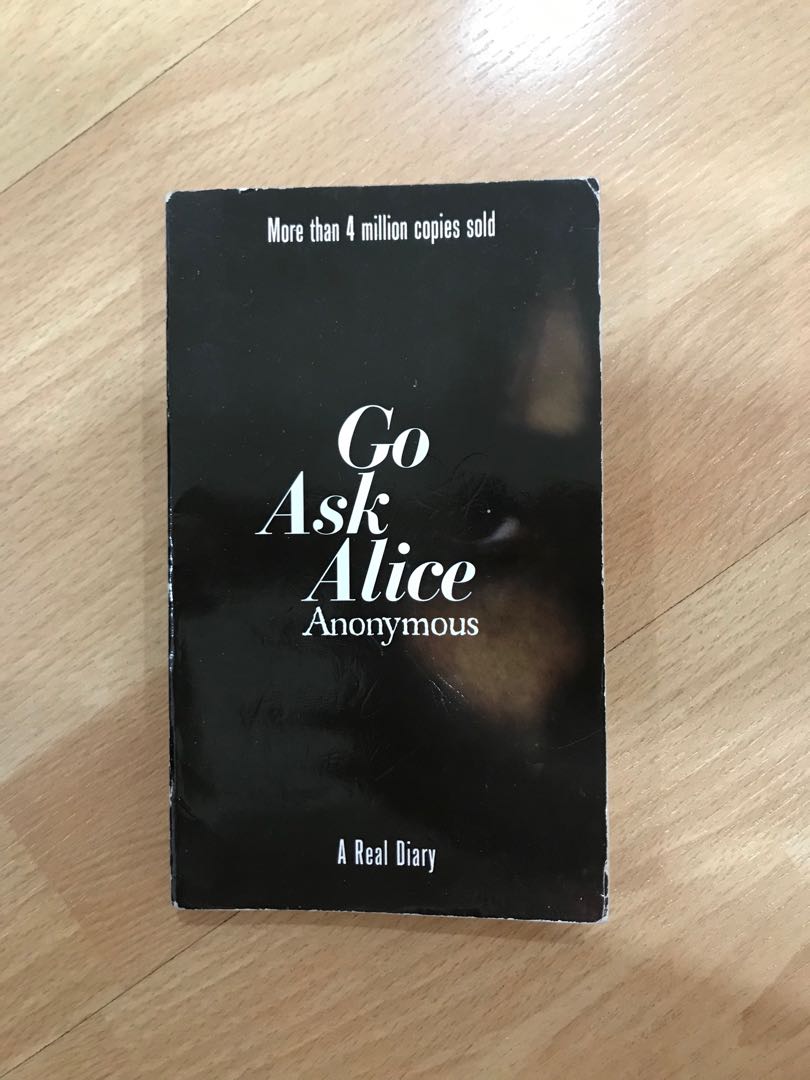 More than 4 million copies sold
Go
Ask
Alice
Anonymous
A Real Diary